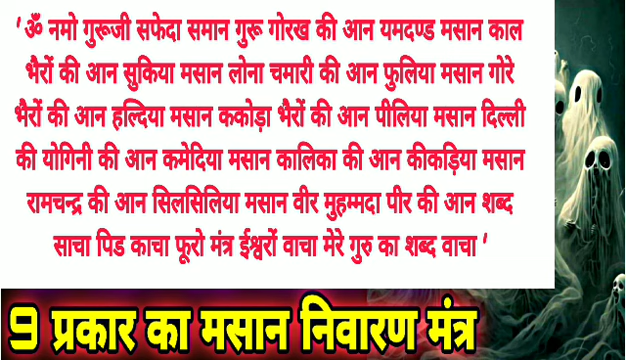 ' ॐ नमो गुरूजी सफेदा समान गुरू गोरख की आन यमदण्ड मसान काल
भैरों की आन सुकिया मसान लोना चमारी की आन फुलिया मसान गोरे
भैरों की आन हल्दिया मसान ककोड़ा भैरों की आन पीलिया मसान दिल्ली
की योगिनी की आन कमेदिया मसान कालिका की आन कीकड़िया मसान
रामचन्द्र की आन सिलसिलिया मसान वीर मुहम्मदा पीर की आन शब्द
साचा पिड काचा फूरो मंत्र ईश्वरों वाचा मेरे गुरु का शब्द वाचा '
9 प्रकार का मसान निवारण मंत्र